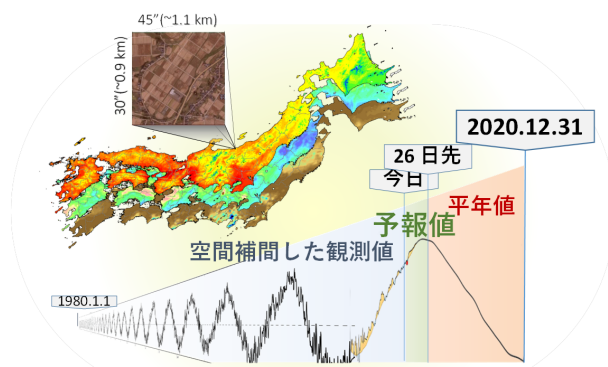 45”(~1.1 km)
30”(~0.9 km)
2020.12.31
26 日先
今日
平年値
予報値
空間補間した観測値
1980.1.1